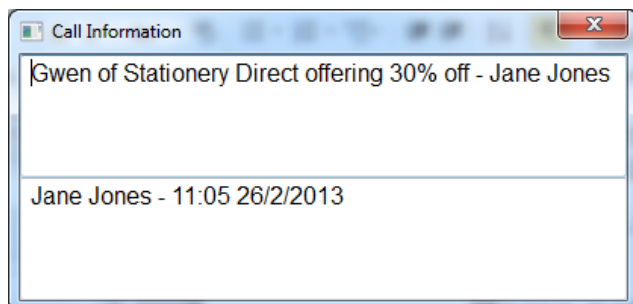 Call Information
Gwen of Stationery Direct offering 30% off - Jane Jones
Jane Jones - 11:05 26/2/2013